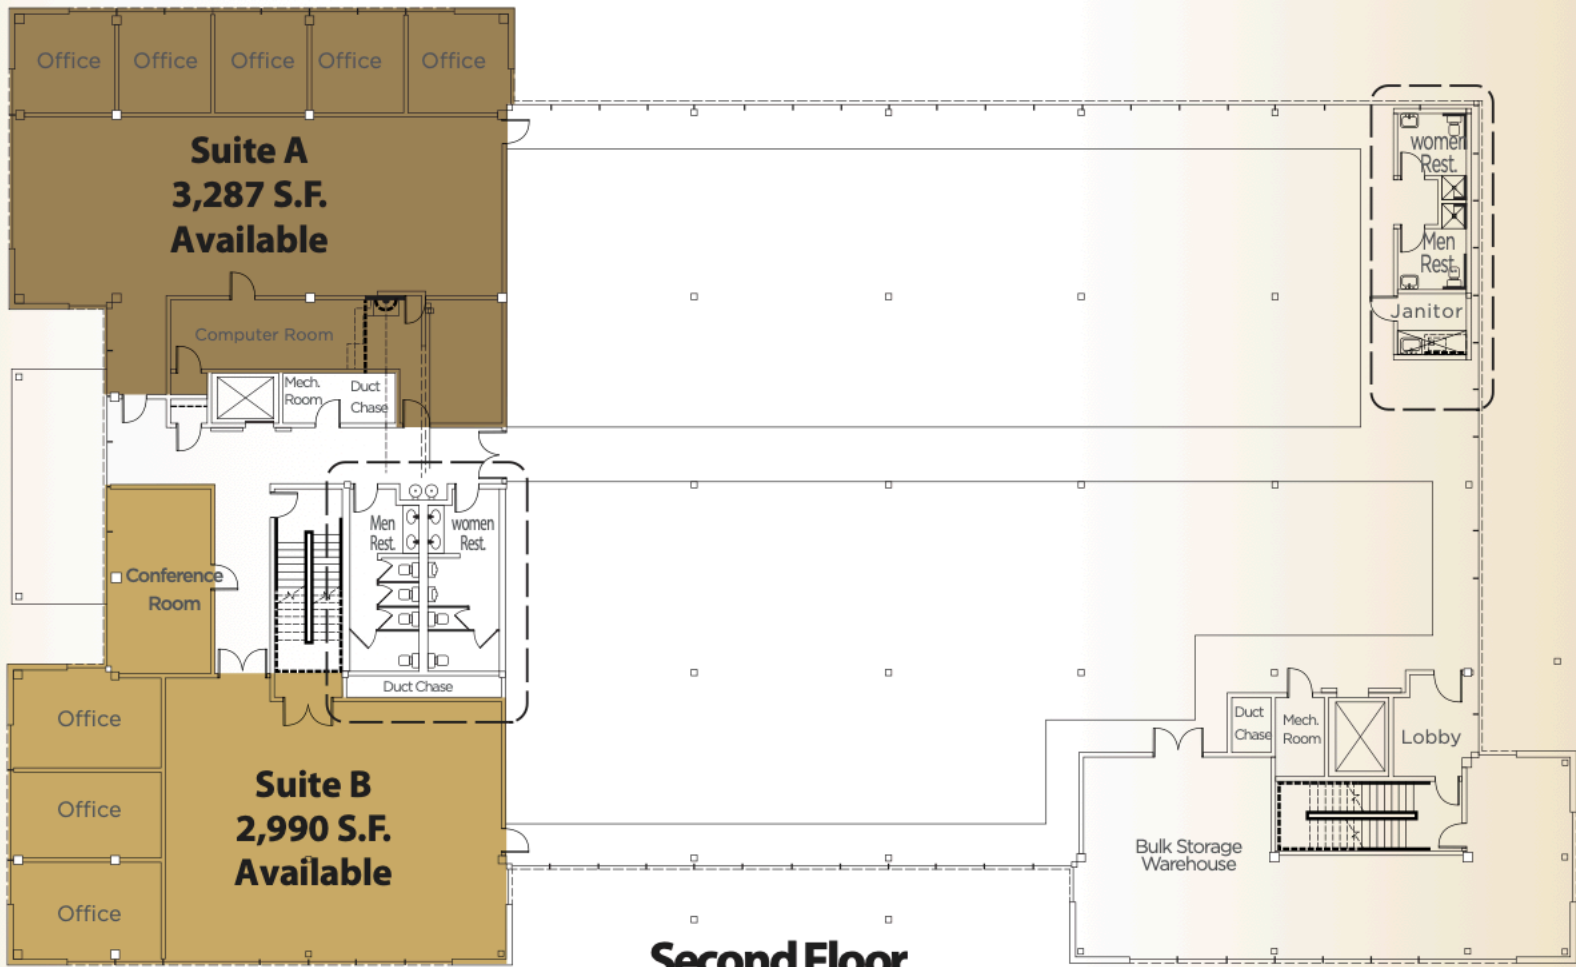 Office
Office
Office
Office
Office
Suite A
3,287 S.F.
Available
women
Rest.
Men
Rest.
Janitor
Computer Room
Mech.
Room
Duct
Chase
Men
Rest.
women
Rest.
Conference
Room
Duct Chase
Office
Office
Office
Suite B
2,990 S.F.
Available
Duct
Chase
Mech.
Room
Lobby
Bulk Storage
Warehouse
Second Floor